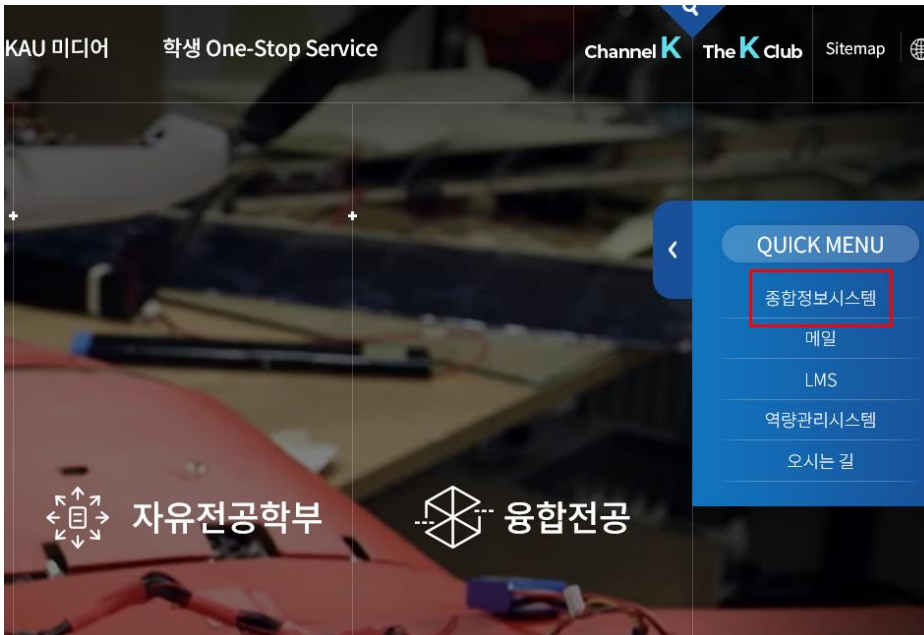 KAU 미디어
학생 One-Stop Service
Channel K
The K Club
Sitemap
QUICK MENU
종합정보시스템
메일
LMS
역량관리시스템
오시는 길
자유전공학부
융합전공